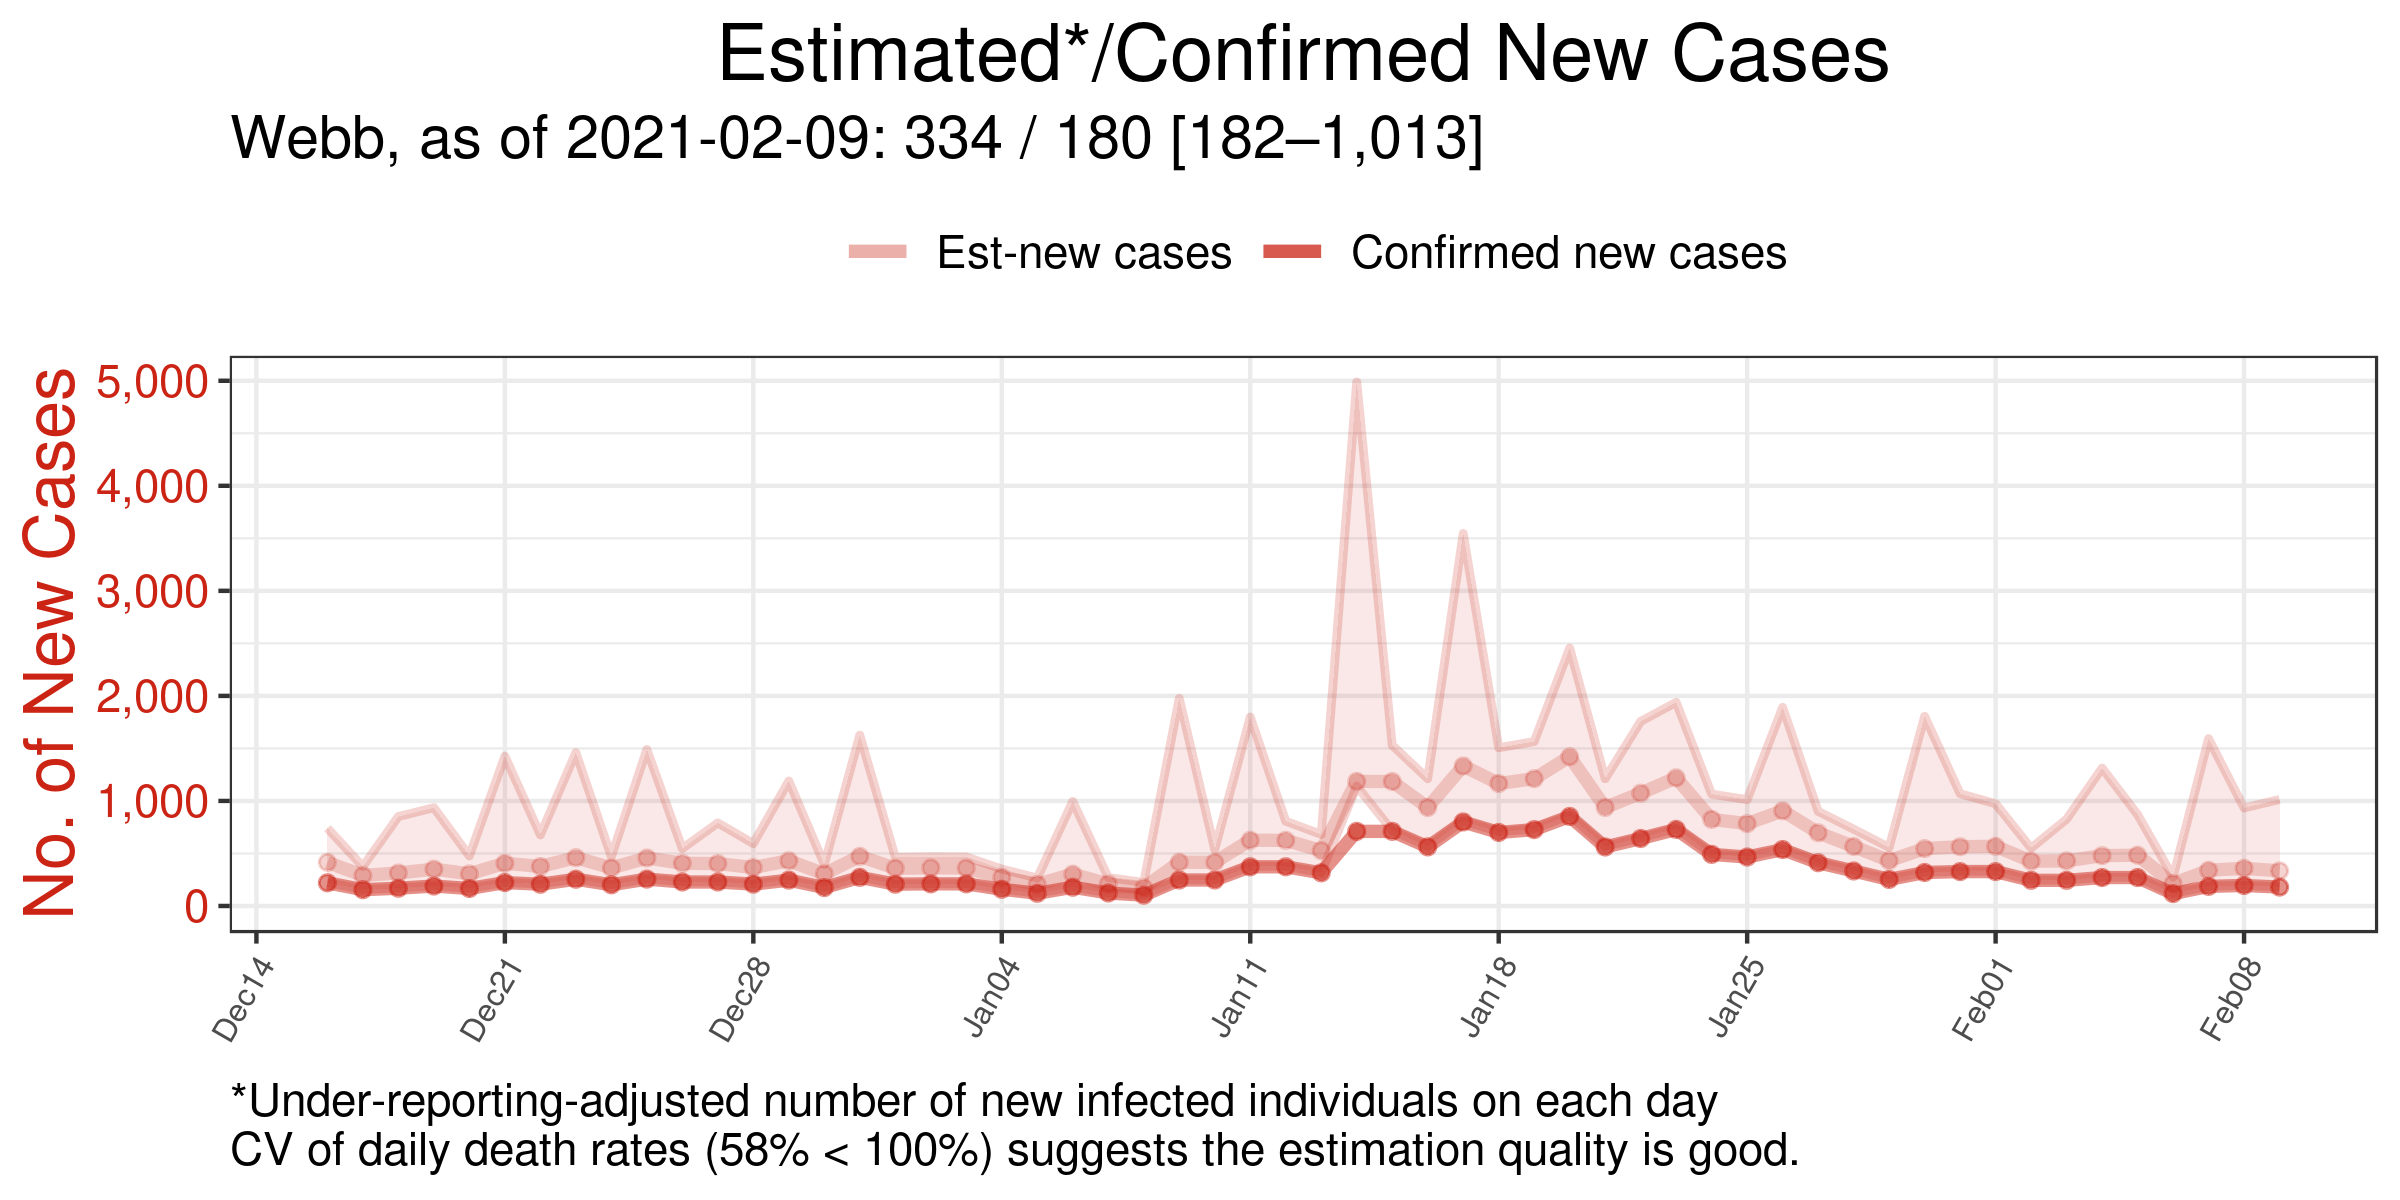 Estimated*/Confirmed New Cases
Webb, as of 2021-02-09: 334 / 180 [182–1,013]
Est-new cases Confirmed new cases
No. of New Cases
5,000
4,000
3,000
2,000
1,000
0
Dec14 Dec21 Dec28 Jan04 Jan11 Jan18 Jan25 Feb01 Feb08
*Under-reporting-adjusted number of new infected individuals on each day
CV of daily death rates (58% < 100%) suggests the estimation quality is good.